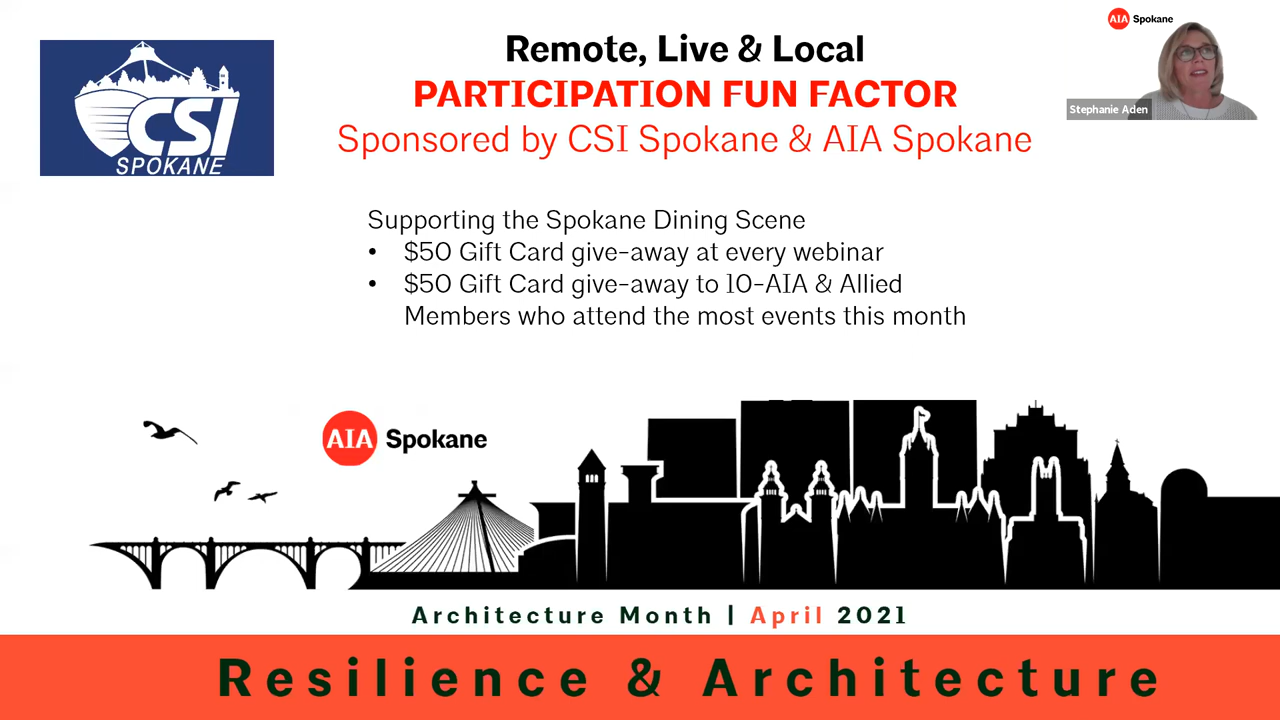 CSI
SPOKANE
Remote, Live & Local
PARTICIPATION FUN FACTOR
Sponsored by CSI Spokane & AIA Spokane
AIA Spokane
Stephanie Aden
Supporting the Spokane Dining Scene
• $50 Gift Card give-away at every webinar
• $50 Gift Card give-away to 10-AIA & Allied
Members who attend the most events this month
AIA Spokane
Architecture Month | April 2021
Resilience & Architecture